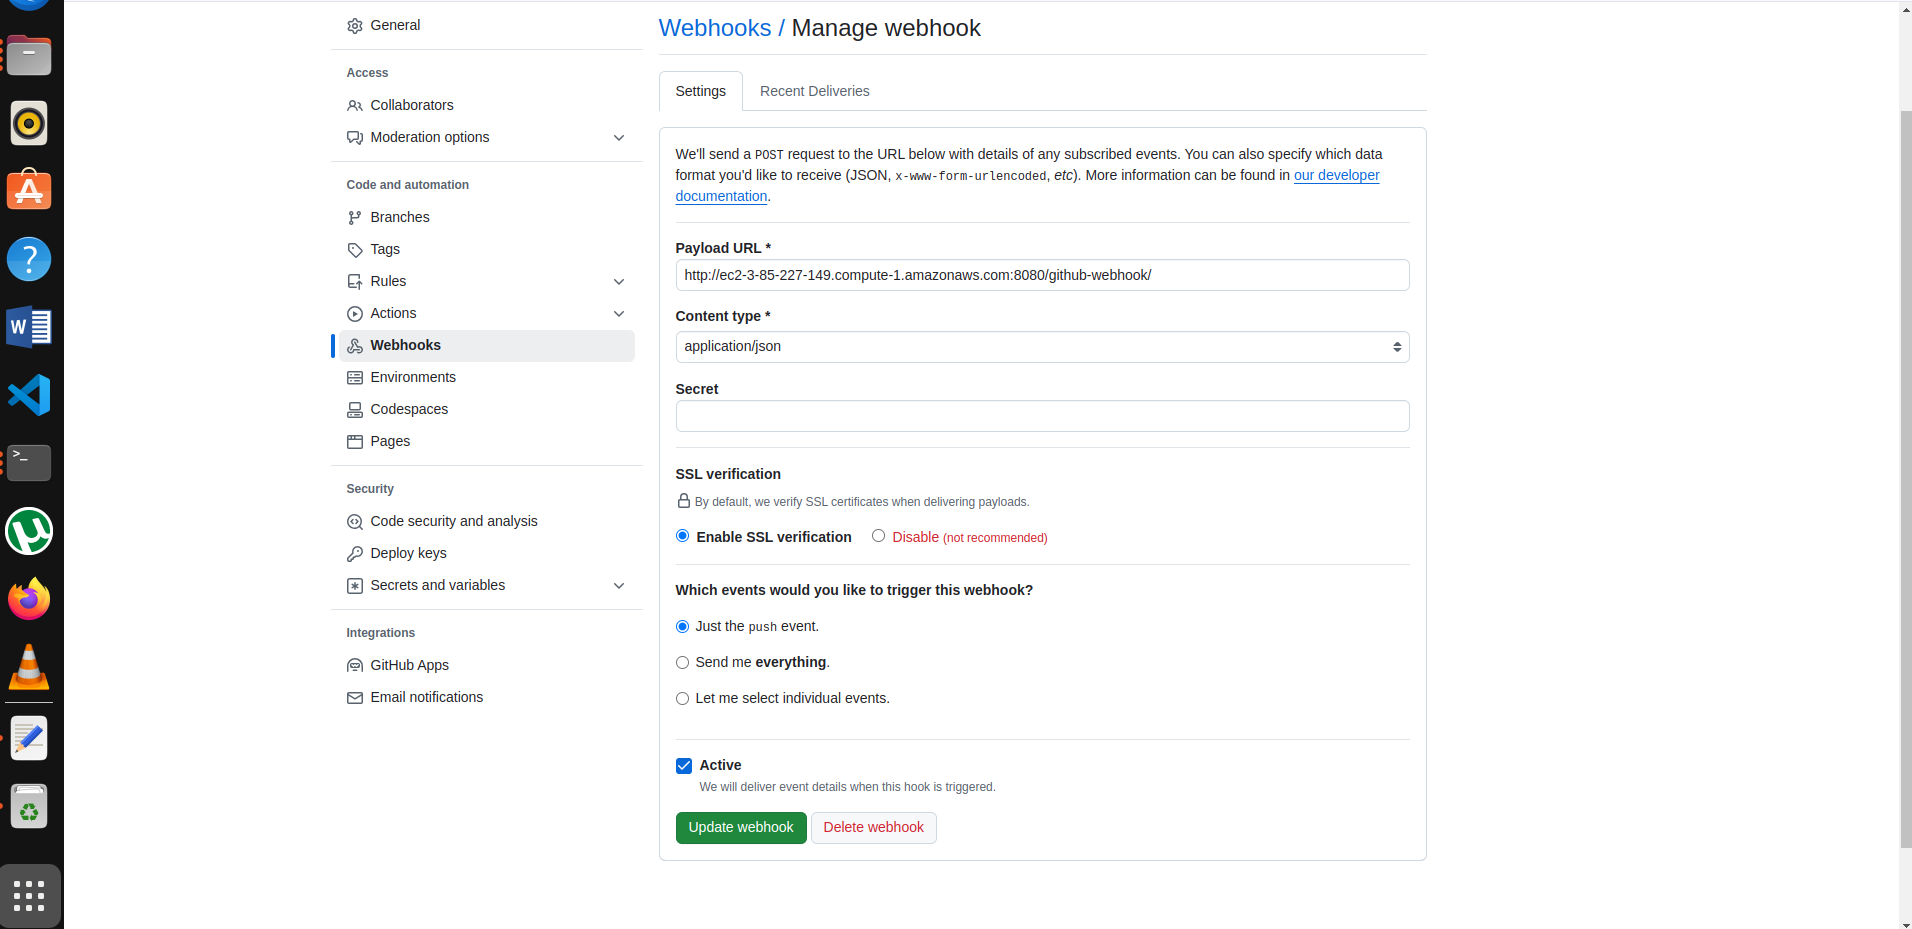 General
Access
Collaborators
Moderation options
Code and automation
Branches
Tags
Rules
Actions
Webhooks
Environments
Codespaces
Pages
Security
Code security and analysis
Deploy keys
Secrets and variables
Integrations
GitHub Apps
Email notifications
Webhooks / Manage webhook
Settings Recent Deliveries
We'll send a POST request to the URL below with details of any subscribed events. You can also specify which data
format you'd like to receive (JSON, x-www-form-urlencoded, etc). More information can be found in our developer
documentation.
Payload URL *
http://ec2-3-85-227-149.compute-1.amazonaws.com:8080/github-webhook/
Content type *
application/json
Secret
SSL verification
By default, we verify SSL certificates when delivering payloads.
Enable SSL verification Disable (not recommended)
Which events would you like to trigger this webhook?
Just the push event.
Send me everything.
Let me select individual events.
Active
We will deliver event details when this hook is triggered.
Update webhook Delete webhook
A
?
W
>_
µ